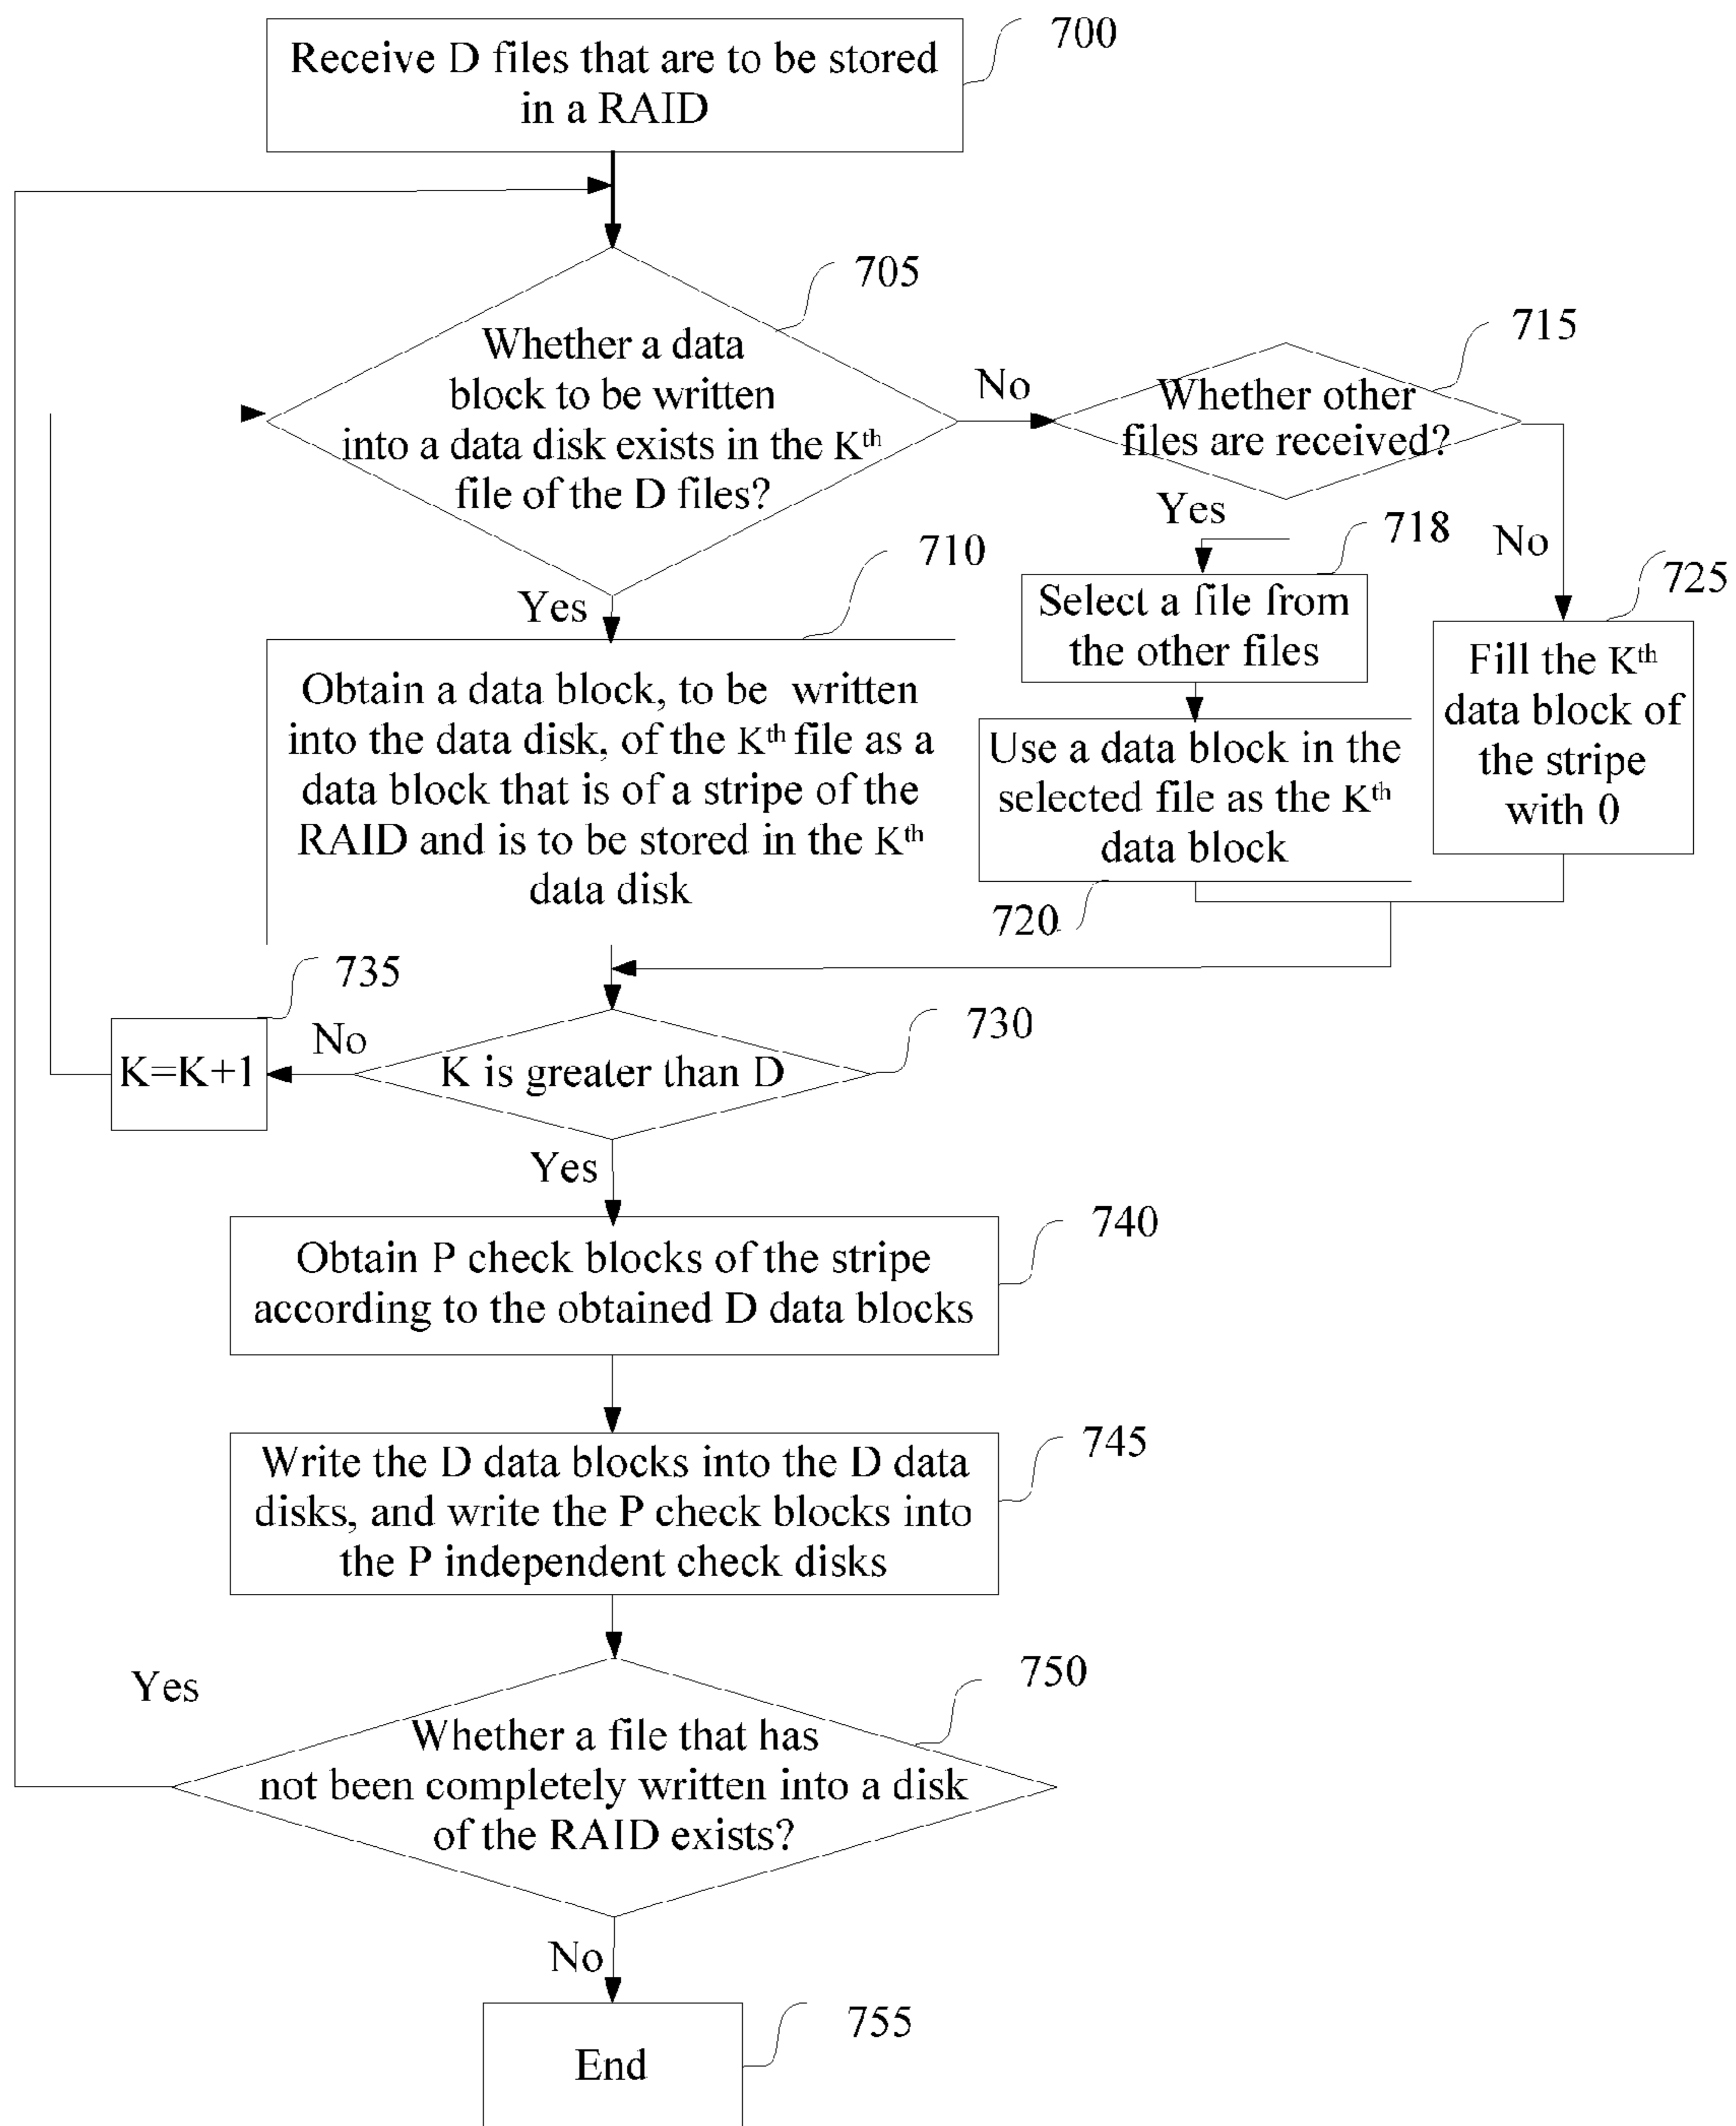 700
Receive D files that are to be stored
in a RAID
705
Whether a data
block to be written
into a data disk exists in the Kth
file of the D files?
No
715
Whether other
files are received?
Yes
No
718
Select a file from
the other files
725
Fill the Kth
data block of
the stripe
with 0
Yes
710
Obtain a data block, to be written
into the data disk, of the Kth file as a
data block that is of a stripe of the
RAID and is to be stored in the Kth
data disk
Use a data block in the
selected file as the Kth
data block
720
735
K=K+1
No
730
K is greater than D
Yes
740
Obtain P check blocks of the stripe
according to the obtained D data blocks
745
Write the D data blocks into the D data
disks, and write the P check blocks into
the P independent check disks
Yes
750
Whether a file that has
not been completely written into a disk
of the RAID exists?
No
755
End